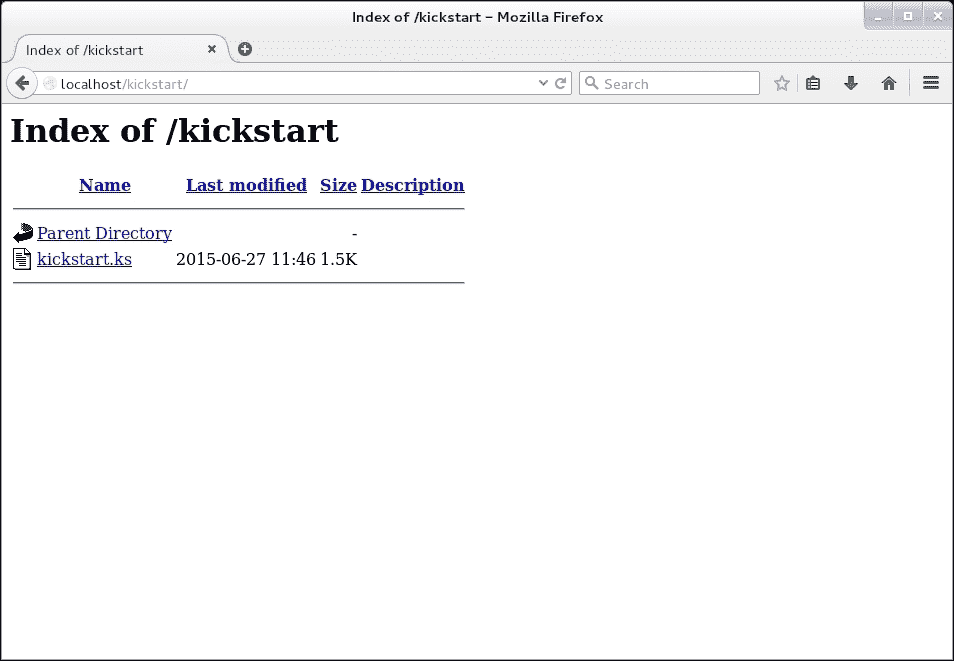 Index of /kickstart – Mozilla Firefox
Index of /kickstart
localhost/kickstart/
Search
Index of /kickstart
Name Last modified Size Description
Parent Directory -
kickstart.ks 2015-06-27 11:46 1.5K